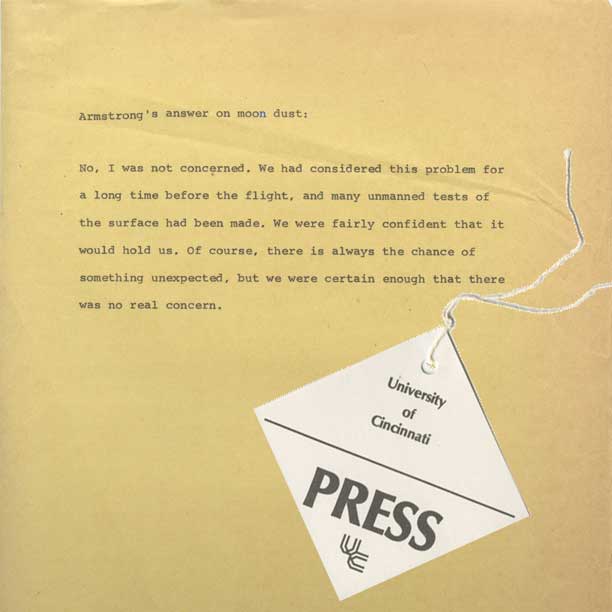 Armstrong's answer on moon dust:
No, I was not concerned. We had considered this problem for
a long time before the flight, and many unmanned tests of
the surface had been made. We were fairly confident that it
would hold us. Of course, there is always the chance of
something unexpected, but we were certain enough that there
was no real concern.
University
of
Cincinnati
PRESS
UC